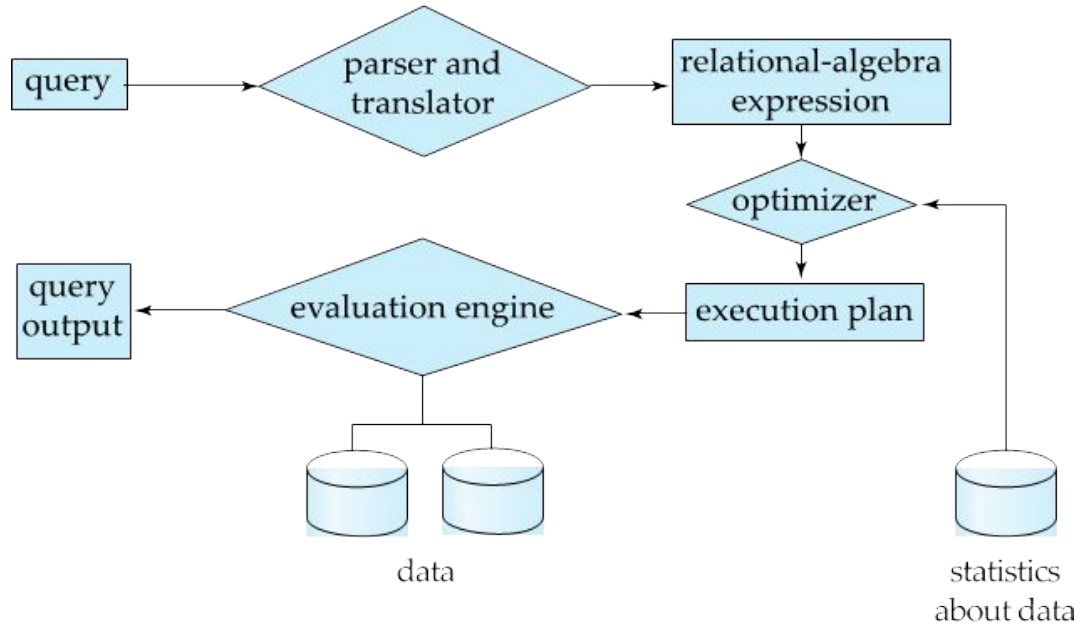 query
parser and
translator
relational-algebra
expression
optimizer
query
output
evaluation engine
execution plan
data
statistics
about data